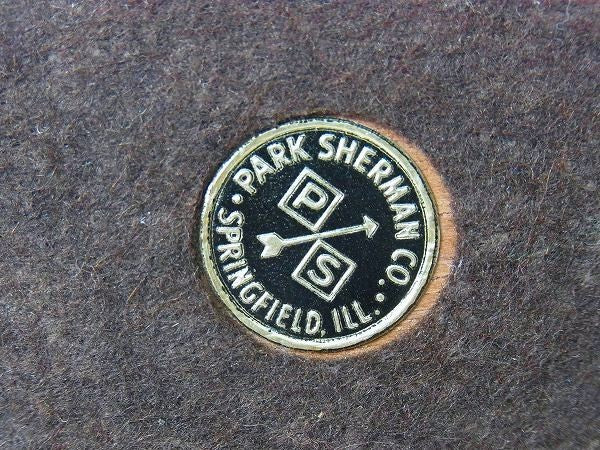 PARK SHERMAN CO.
P
S
SPRINGFIELD, ILL.